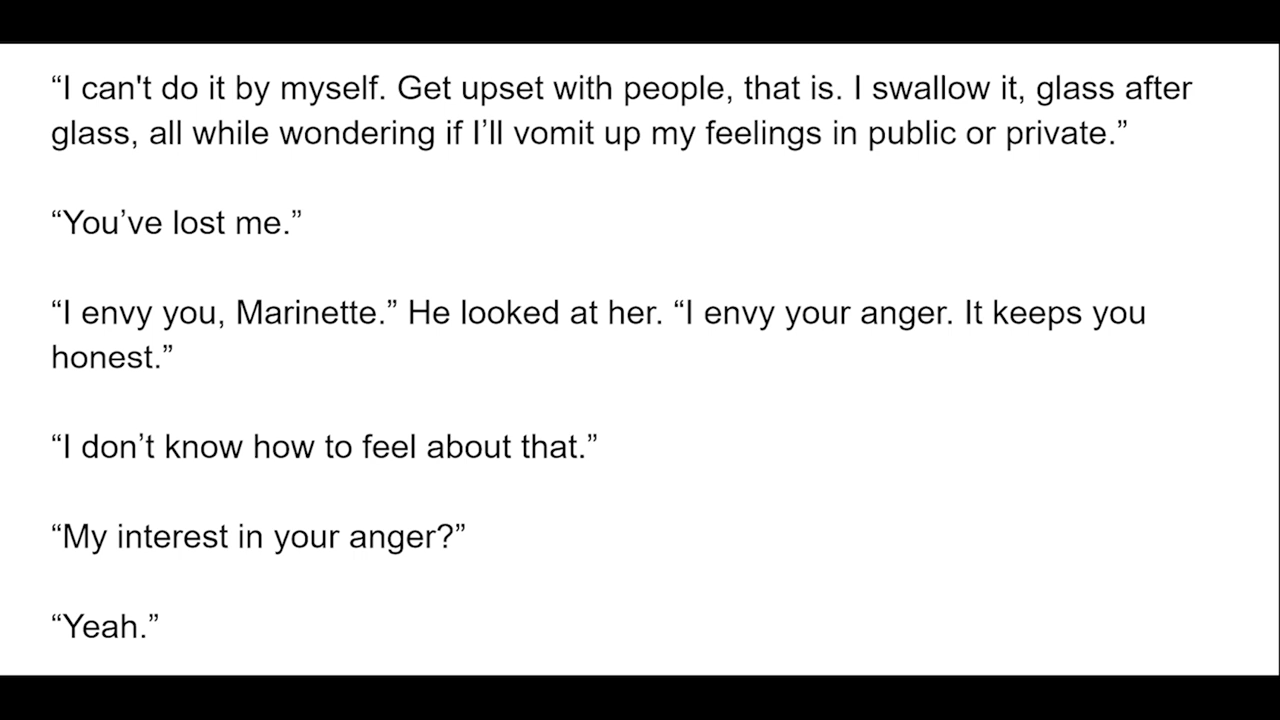 “I can't do it by myself. Get upset with people, that is. I swallow it, glass after
glass, all while wondering if I’ll vomit up my feelings in public or private.”
“You’ve lost me.”
“I envy you, Marinette.” He looked at her. “I envy your anger. It keeps you
honest.”
“I don’t know how to feel about that.”
“My interest in your anger?”
“Yeah.”